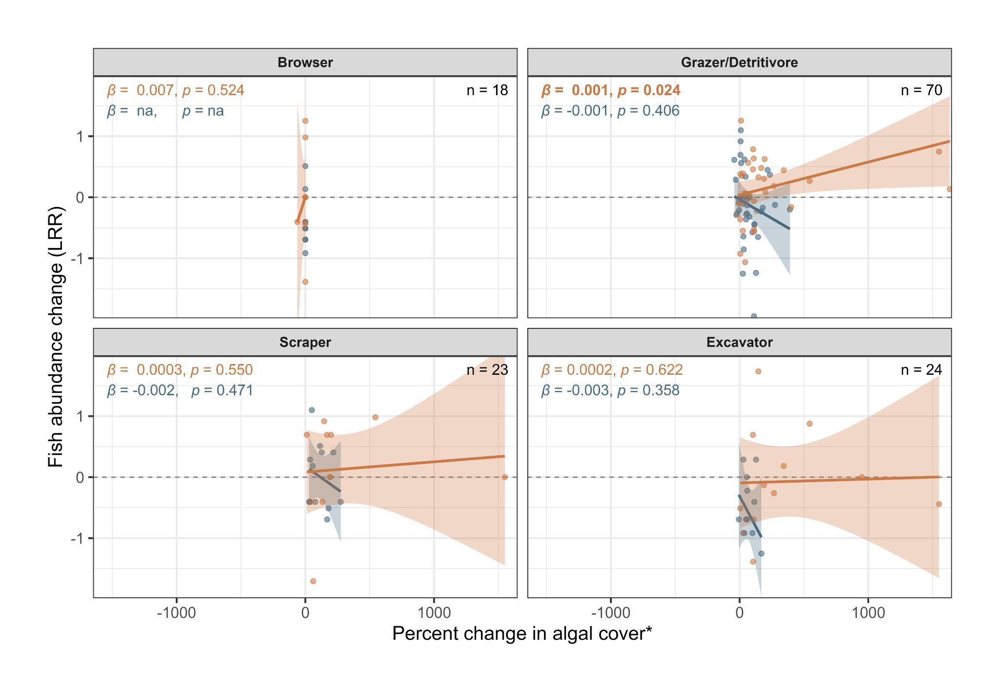 Browser
β = 0.007, p = 0.524
n = 18
β = na, p = na
Grazer/Detritivore
β = 0.001, p = 0.024
n = 70
β = -0.001, p = 0.406
1
0
-1
Scraper
β = 0.0003, p = 0.550
n = 23
β = -0.002, p = 0.471
Excavator
β = 0.0002, p = 0.622
n = 24
β = -0.003, p = 0.358
1
0
-1
Fish abundance change (LRR)
-1000 0 1000
-1000 0 1000
Percent change in algal cover*